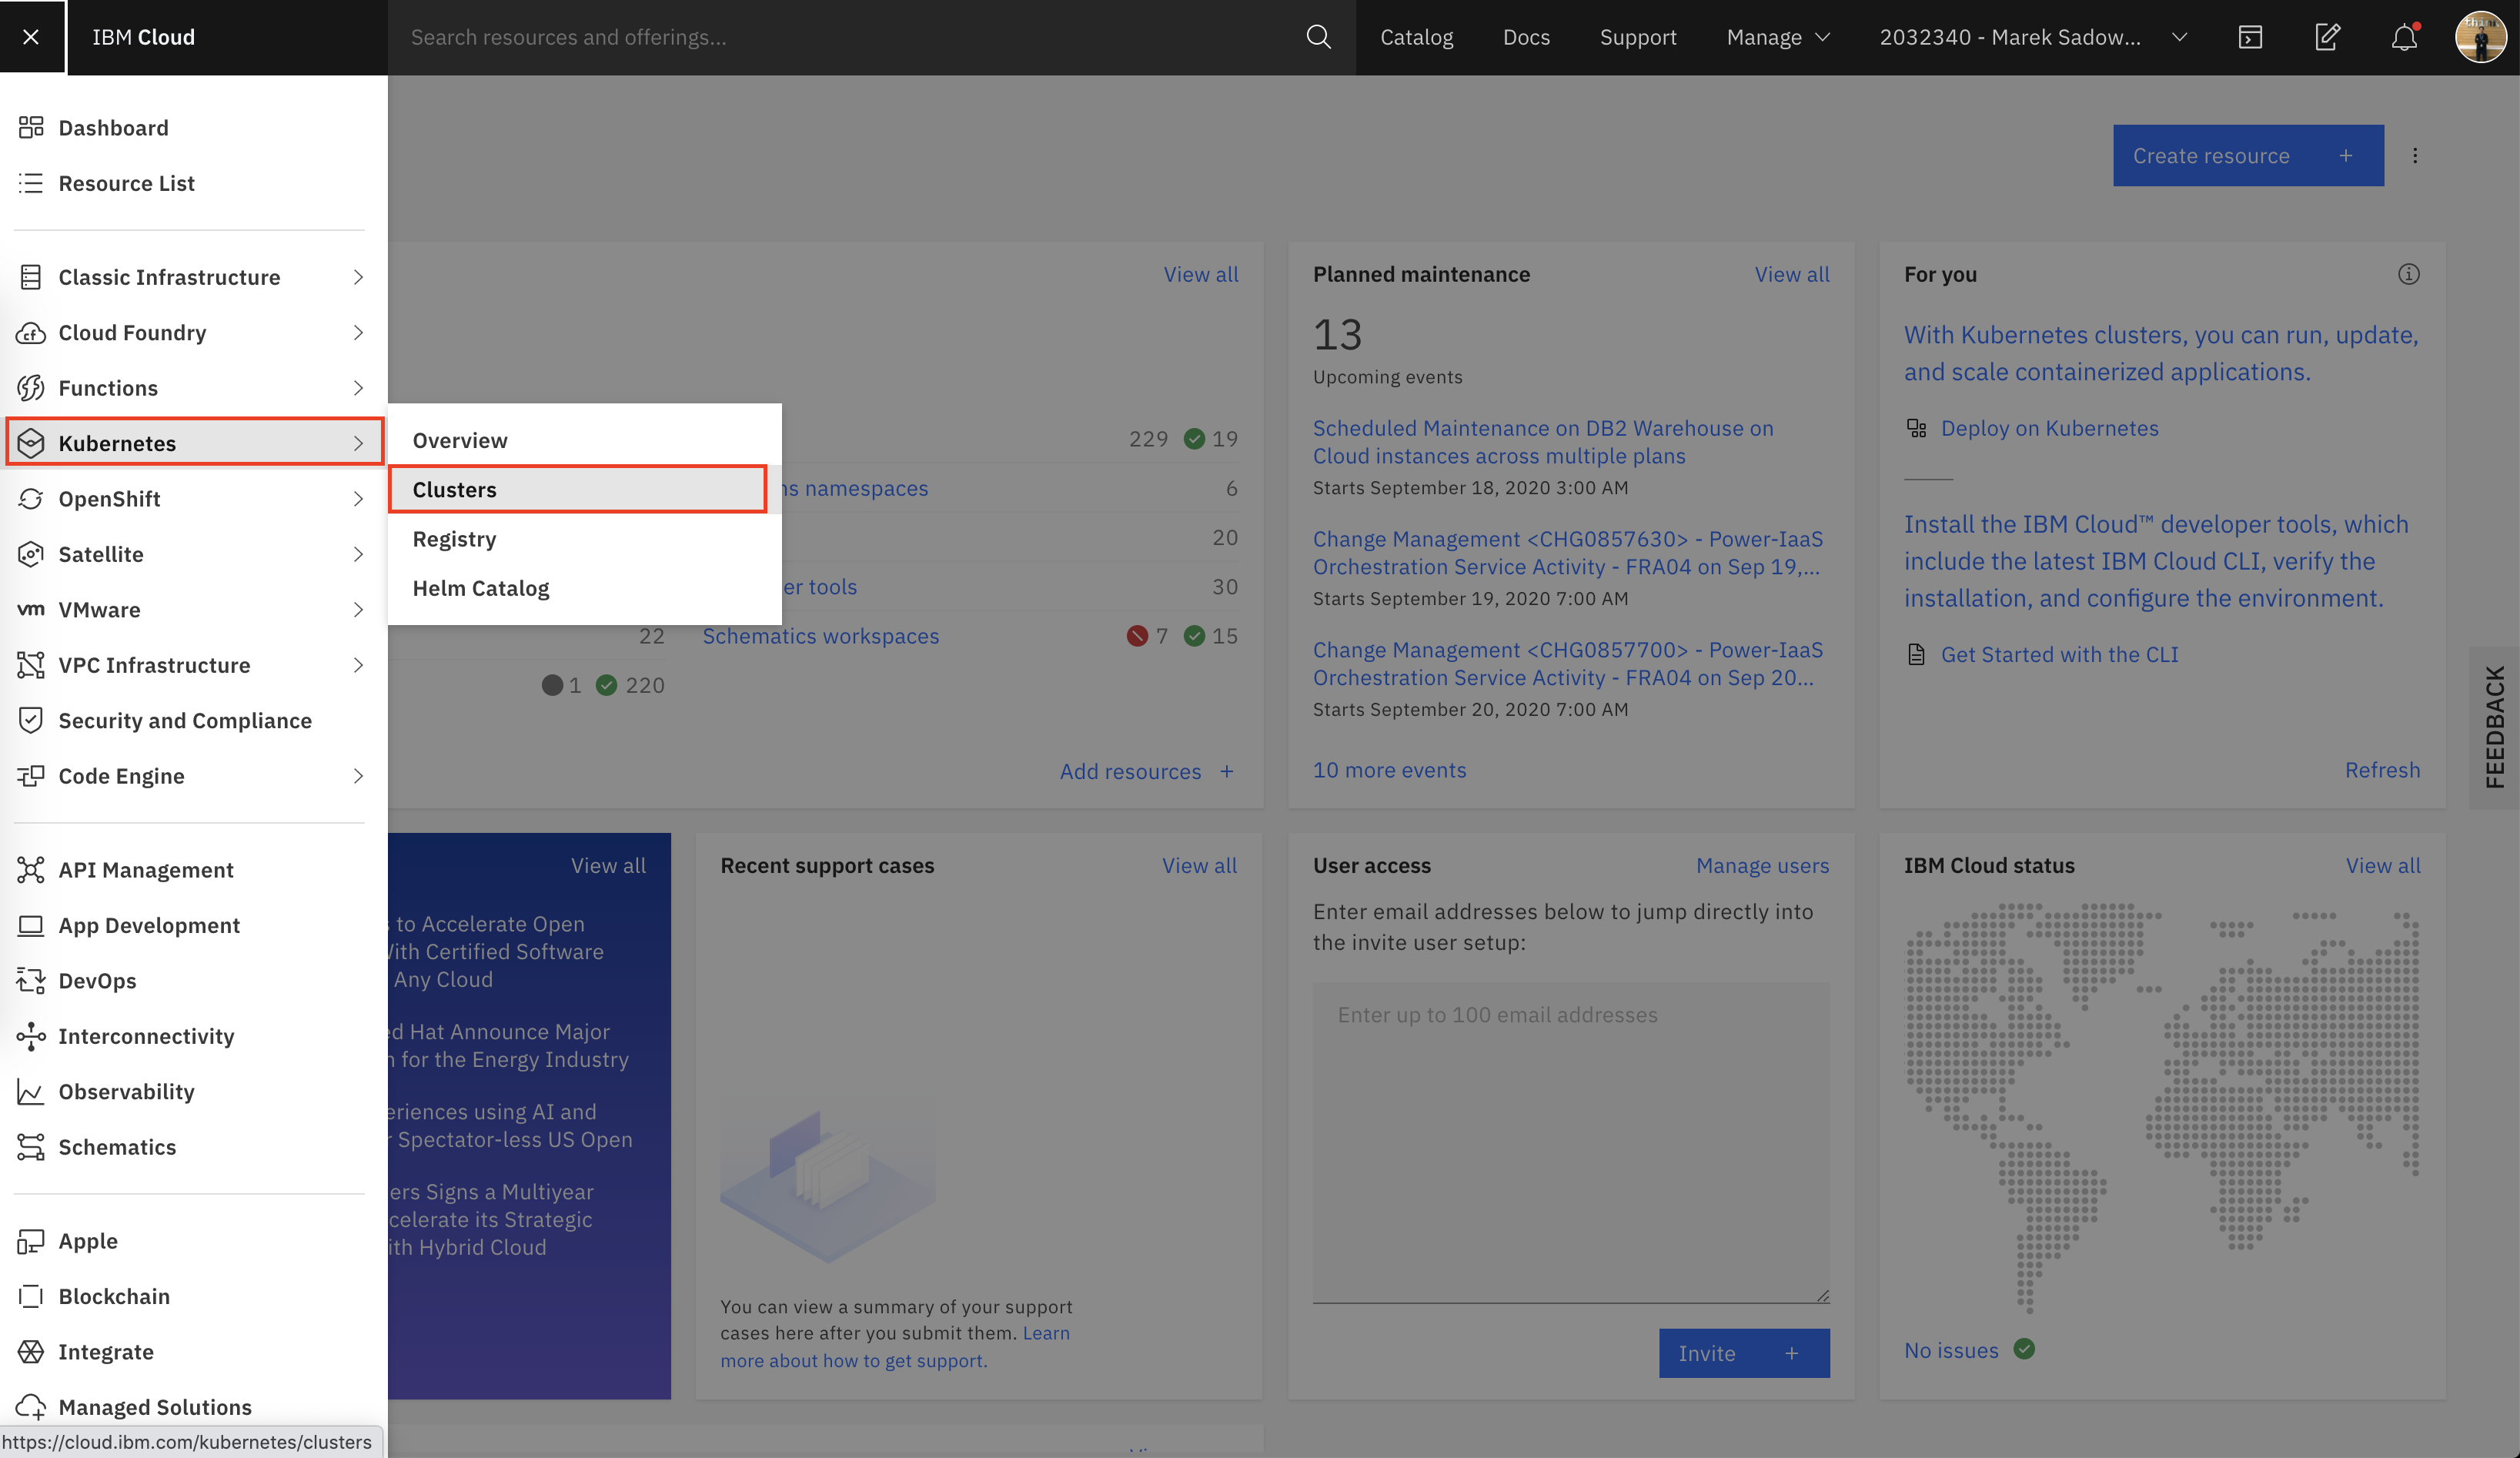 IBM Cloud
Search resources and offerings...
Catalog
Docs
Support
Manage
2032340 - Marek Sadow...
Dashboard
Resource List
Classic Infrastructure
Cloud Foundry
Functions
Kubernetes
OpenShift
Satellite
VMware
VPC Infrastructure
Security and Compliance
Code Engine
API Management
App Development
DevOps
Interconnectivity
Observability
Schematics
Apple
Blockchain
Integrate
Managed Solutions
https://cloud.ibm.com/kubernetes/clusters
Overview
Clusters
Registry
Helm Catalog
Create resource +
View all
229 19
namespaces 6
20
tools 30
22
Schematics workspaces 7 15
1 220
Add resources +
Planned maintenance View all
13
Upcoming events
Scheduled Maintenance on DB2 Warehouse on
Cloud instances across multiple plans
Starts September 18, 2020 3:00 AM
Change Management <CHG0857630> - Power-IaaS
Orchestration Service Activity - FRA04 on Sep 19,...
Starts September 19, 2020 7:00 AM
Change Management <CHG0857700> - Power-IaaS
Orchestration Service Activity - FRA04 on Sep 20...
Starts September 20, 2020 7:00 AM
10 more events
For you
With Kubernetes clusters, you can run, update,
and scale containerized applications.
Deploy on Kubernetes
Install the IBM Cloud™ developer tools, which
include the latest IBM Cloud CLI, verify the
installation, and configure the environment.
Get Started with the CLI
Refresh
FEEDBACK
View all
to Accelerate Open
With Certified Software
Any Cloud
Hat Announce Major
for the Energy Industry
using AI and
Spectator-less US Open
Signs a Multiyear
its Strategic
Hybrid Cloud
Recent support cases View all
You can view a summary of your support
cases here after you submit them. Learn
more about how to get support.
User access Manage users
Enter email addresses below to jump directly into
the invite user setup:
Enter up to 100 email addresses
Invite +
IBM Cloud status View all
No issues